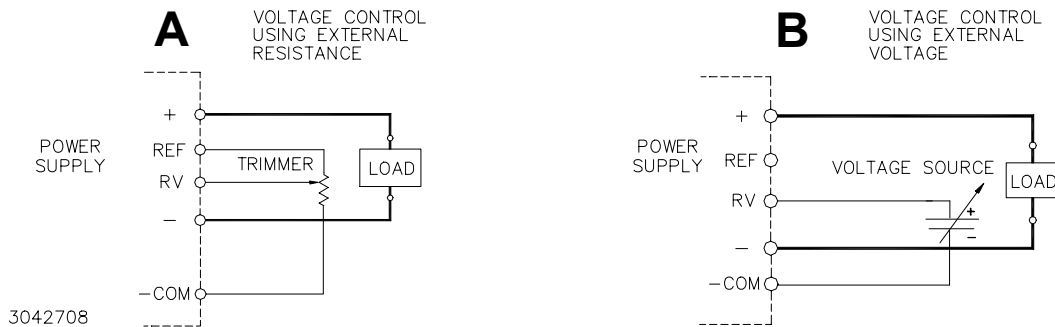 A
VOLTAGE CONTROL
USING EXTERNAL
RESISTANCE
+
POWER
SUPPLY
REF
TRIMMER
RV
LOAD
−
−COM
3042708
B
VOLTAGE CONTROL
USING EXTERNAL
VOLTAGE
+
POWER
SUPPLY
REF
VOLTAGE SOURCE
LOAD
RV
+
−
−
−COM